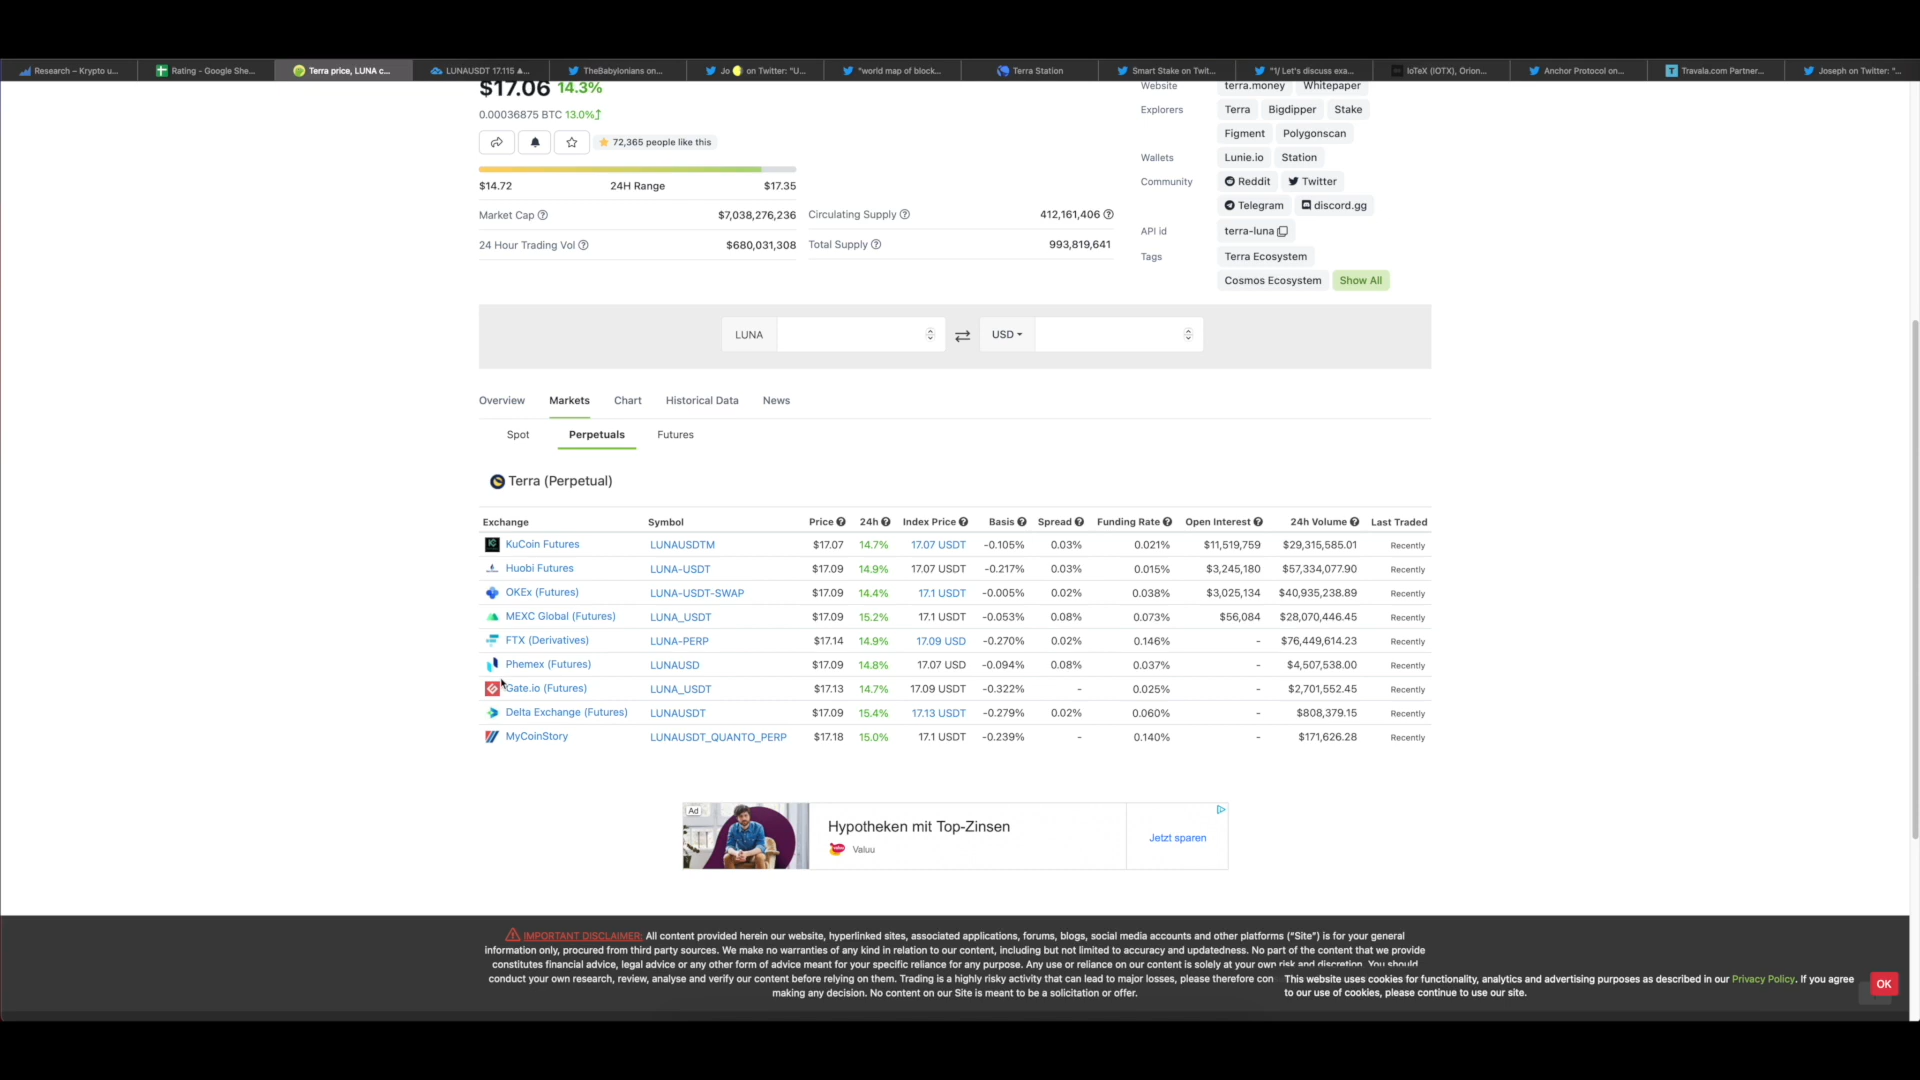 Research – Krypto u...
Rating - Google She...
Terra price, LUNA c...
LUNAUSDT 17.115 ▲...
TheBabylonians on...
Jo on Twitter: "U...
"world map of block...
Terra Station
Smart Stake on Twit...
"1/ Let's discuss exa...
IoTeX (IOTX), Orion...
Anchor Protocol on...
Travala.com Partner...
Joseph on Twitter: "...
$17.06 14.3%
0.00036875 BTC 13.0%
72,365 people like this
$14.72 24H Range $17.35
Market Cap $7,038,276,236
Circulating Supply 412,161,406
24 Hour Trading Vol $680,031,308
Total Supply 993,819,641
Website terra.money Whitepaper
Explorers Terra Bigdipper Stake
Figment Polygonscan
Wallets Lunie.io Station
Community Reddit Twitter
Telegram discord.gg
API id terra-luna
Tags Terra Ecosystem
Cosmos Ecosystem Show All
LUNA USD
Overview Markets Chart Historical Data News
Spot Perpetuals Futures
Terra (Perpetual)
Exchange Symbol Price 24h Index Price Basis Spread Funding Rate Open Interest 24h Volume Last Traded
KuCoin Futures LUNAUSDTM $17.07 14.7% 17.07 USDT -0.105% 0.03% 0.021% $11,519,759 $29,315,585.01 Recently
Huobi Futures LUNA-USDT $17.09 14.9% 17.07 USDT -0.217% 0.03% 0.015% $3,245,180 $57,334,077.90 Recently
OKEx (Futures) LUNA-USDT-SWAP $17.09 14.4% 17.1 USDT -0.005% 0.02% 0.038% $3,025,134 $40,935,238.89 Recently
MEXC Global (Futures) LUNA_USDT $17.09 15.2% 17.1 USDT -0.053% 0.08% 0.073% $56,084 $28,070,446.45 Recently
FTX (Derivatives) LUNA-PERP $17.14 14.9% 17.09 USD -0.270% 0.02% 0.146% - $76,449,614.23 Recently
Phemex (Futures) LUNAUSD $17.09 14.8% 17.07 USD -0.094% 0.08% 0.037% - $4,507,538.00 Recently
Gate.io (Futures) LUNA_USDT $17.13 14.7% 17.09 USDT -0.322% - 0.025% - $2,701,552.45 Recently
Delta Exchange (Futures) LUNAUSDT $17.09 15.4% 17.13 USDT -0.279% 0.02% 0.060% - $808,379.15 Recently
MyCoinStory LUNAUSDT_QUANTO_PERP $17.18 15.0% 17.1 USDT -0.239% - 0.140% - $171,626.28 Recently
Ad
Hypotheken mit Top-Zinsen
Valuu
Jetzt sparen
IMPORTANT DISCLAIMER: All content provided herein our website, hyperlinked sites, associated applications, forums, blogs, social media accounts and other platforms ("Site") is for your general
information only, procured from third party sources. We make no warranties of any kind in relation to our content, including but not limited to accuracy and updatedness. No part of the content that we provide
constitutes financial advice, legal advice or any other form of advice meant for your specific reliance for any purpose. Any use or reliance on our content is solely at your own risk and discretion. You should
conduct your own research, review, analyse and verify our content before relying on them. Trading is a highly risky activity that can lead to major losses, please therefore con
making any decision. No content on our Site is meant to be a solicitation or offer.
This website uses cookies for functionality, analytics and advertising purposes as described in our Privacy Policy. If you agree
to our use of cookies, please continue to use our site.
OK